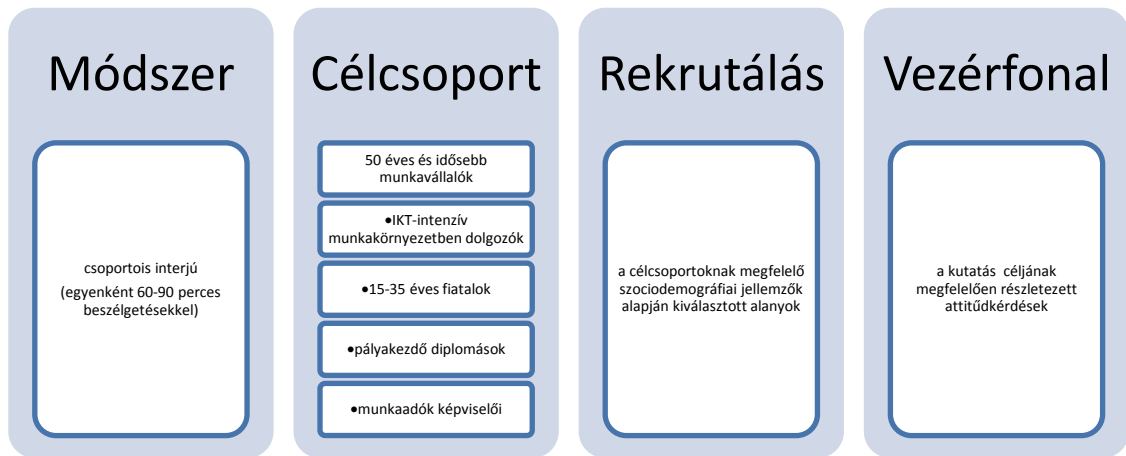 Módszer
csoportois interjú
(egyenként 60-90 perces
beszélgetésekkel)
Célcsoport
50 éves és idősebb
munkavállalók
•IKT-intenzív
munkakörnyezetben dolgozók
•15-35 éves fiatalok
•pályakezdő diplomások
•munkaadók képviselői
Rekrutálás
a célcsoportoknak megfelelő
szociodemográfiai jellemzők
alapján kiválasztott alanyok
Vezérfonal
a kutatás céljának
megfelelően részletezett
attitűdkérdések